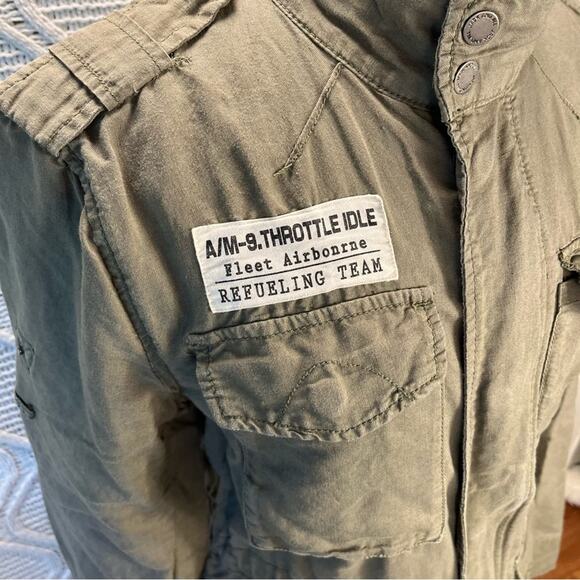 A/M-9.THROTTLE IDLE
Fleet Airbonrne
REFUELING TEAM